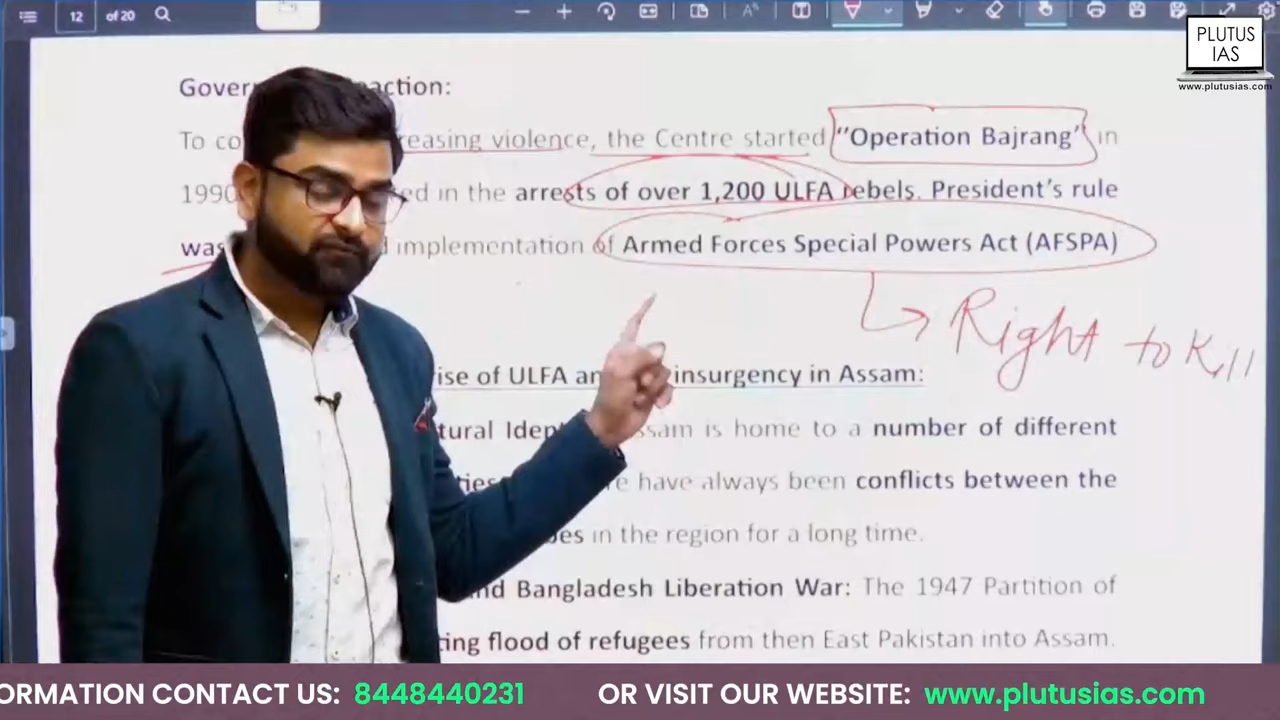 12 of 20
PLUTUS
IAS
www.plutusias.com
Gover action:
To co reasing violence, the Centre started "Operation Bajrang" in
1990 ed in the arrests of over 1,200 ULFA rebels. President's rule
was d implementation of Armed Forces Special Powers Act (AFSPA)
Right to Kill
ise of ULFA an insurgency in Assam:
tural Iden ssam is home to a number of different
ties e have always been conflicts between the
bes in the region for a long time.
nd Bangladesh Liberation War: The 1947 Partition of
ting flood of refugees from then East Pakistan into Assam.
ORMATION CONTACT US: 8448440231 OR VISIT OUR WEBSITE: www.plutusias.com